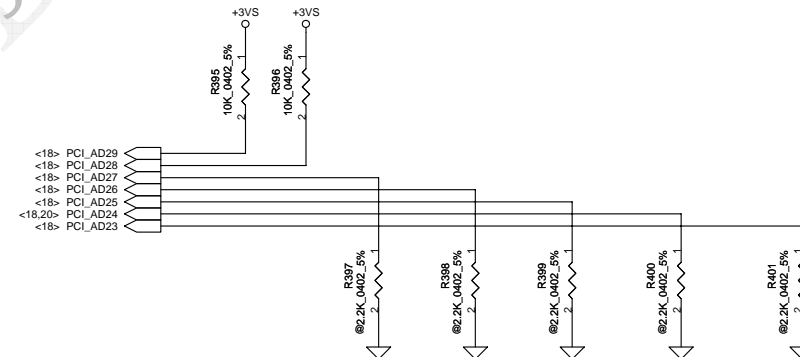 +3VS
+3VS
1
1
R395
10K_0402_5%
R396
10K_0402_5%
2
2
<18> PCI_AD29
<18> PCI_AD28
<18> PCI_AD27
<18> PCI_AD26
<18> PCI_AD25
<18,20> PCI_AD24
<18> PCI_AD23
1
1
1
1
1
R397
@2.2K_0402_5%
R398
@2.2K_0402_5%
R399
@2.2K_0402_5%
R400
@2.2K_0402_5%
R401
@2.2K_0402_5%
2
2
2
2
2